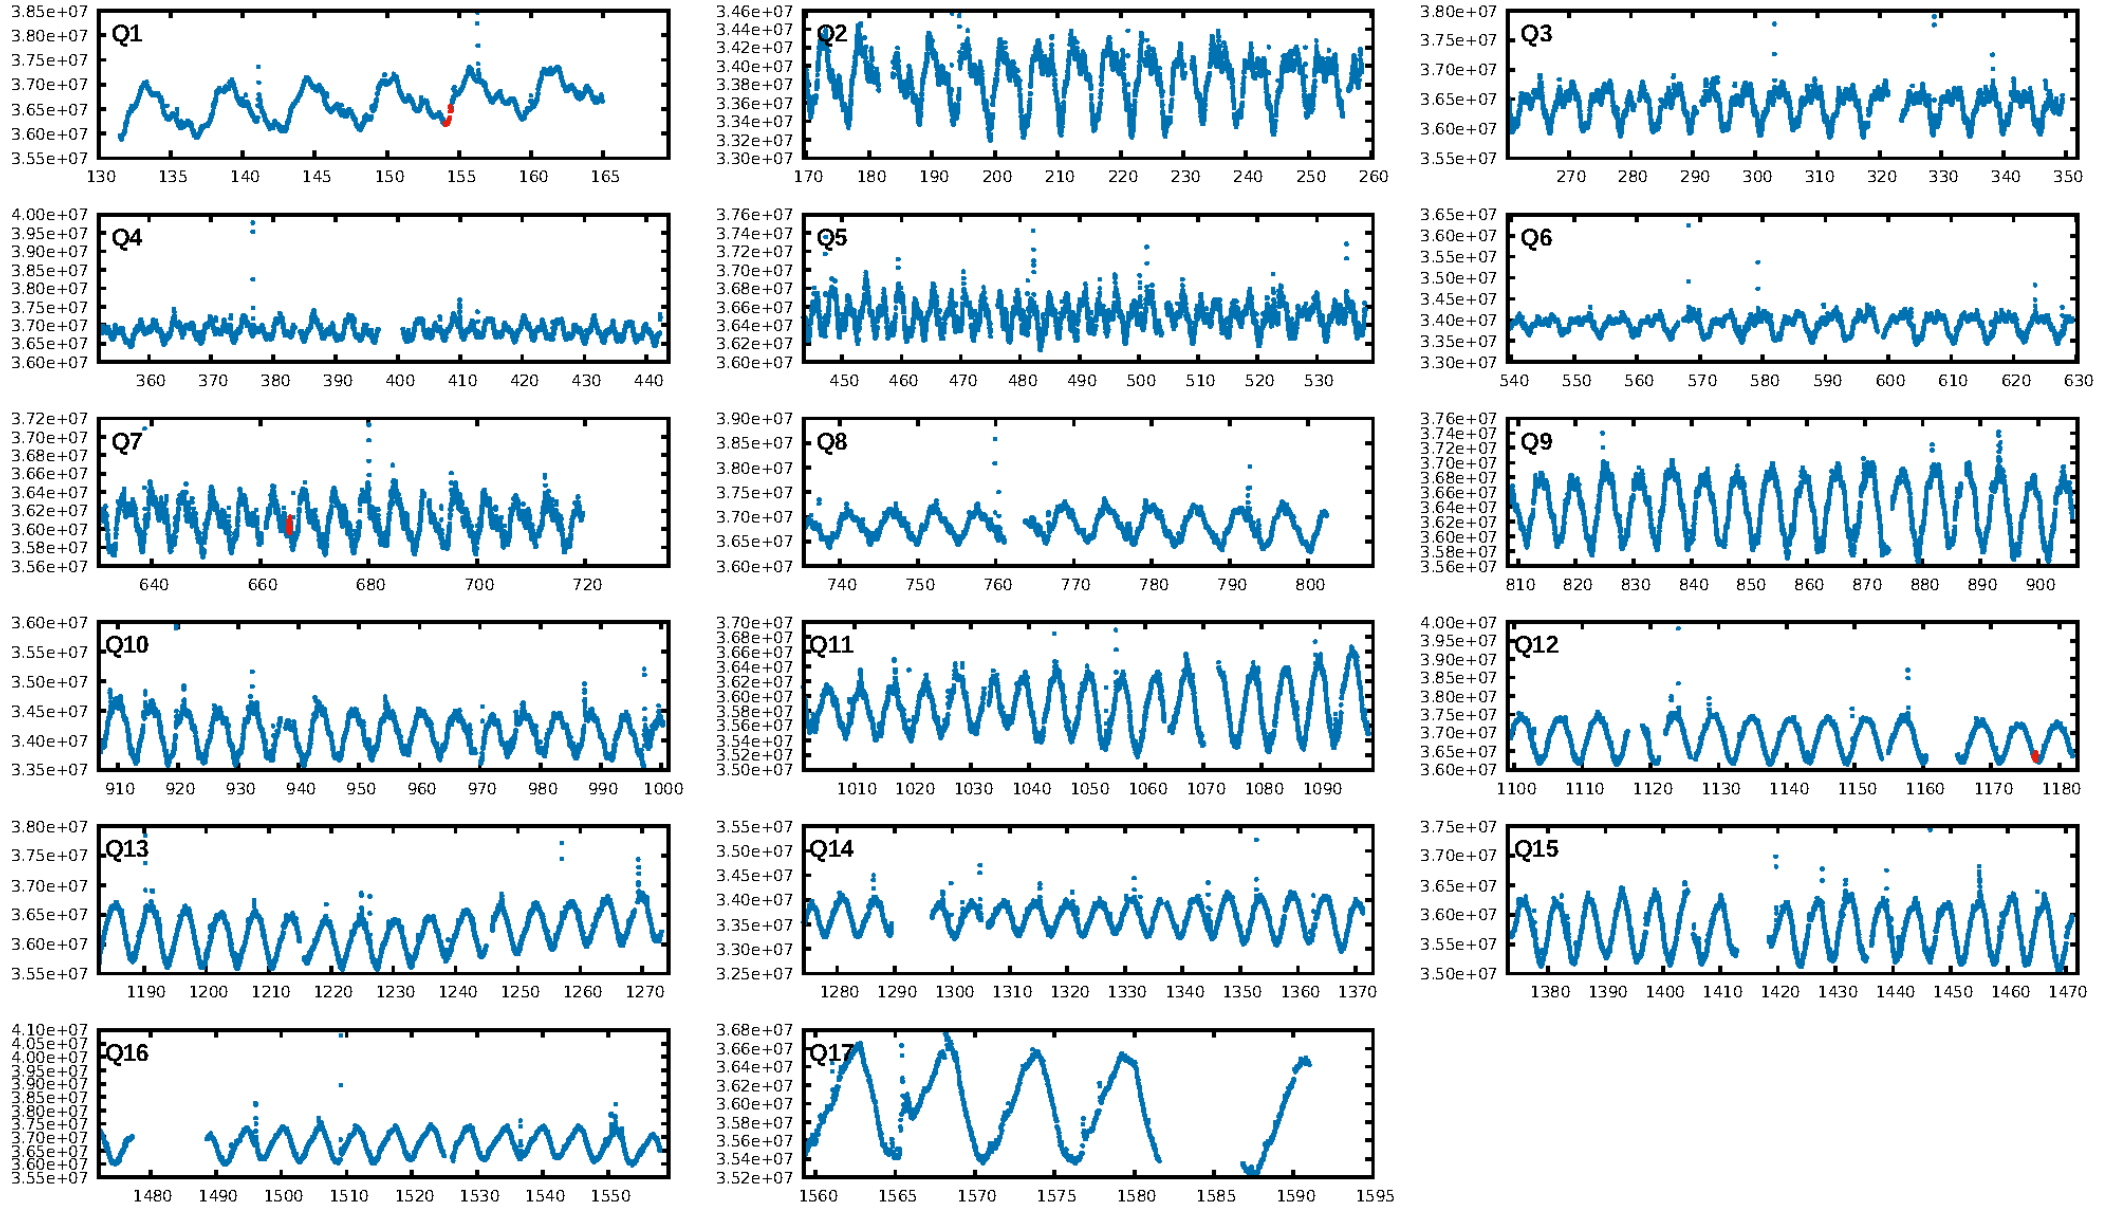 Q1
3.85e+07
3.80e+07
3.75e+07
3.70e+07
3.65e+07
3.60e+07
3.55e+07
130 135 140 145 150 155 160 165
Q2
3.46e+07
3.44e+07
3.42e+07
3.40e+07
3.38e+07
3.36e+07
3.34e+07
3.32e+07
3.30e+07
170 180 190 200 210 220 230 240 250 260
Q3
3.80e+07
3.75e+07
3.70e+07
3.65e+07
3.60e+07
3.55e+07
270 280 290 300 310 320 330 340 350
Q4
4.00e+07
3.95e+07
3.90e+07
3.85e+07
3.80e+07
3.75e+07
3.70e+07
3.65e+07
3.60e+07
360 370 380 390 400 410 420 430 440
Q5
3.76e+07
3.74e+07
3.72e+07
3.70e+07
3.68e+07
3.66e+07
3.64e+07
3.62e+07
3.60e+07
450 460 470 480 490 500 510 520 530
Q6
3.65e+07
3.60e+07
3.55e+07
3.50e+07
3.45e+07
3.40e+07
3.35e+07
3.30e+07
540 550 560 570 580 590 600 610 620 630
Q7
3.72e+07
3.70e+07
3.68e+07
3.66e+07
3.64e+07
3.62e+07
3.60e+07
3.58e+07
3.56e+07
640 660 680 700 720
Q8
3.90e+07
3.85e+07
3.80e+07
3.75e+07
3.70e+07
3.65e+07
3.60e+07
740 750 760 770 780 790 800
Q9
3.76e+07
3.74e+07
3.72e+07
3.70e+07
3.68e+07
3.66e+07
3.64e+07
3.62e+07
3.60e+07
3.58e+07
3.56e+07
810 820 830 840 850 860 870 880 890 900
Q10
3.60e+07
3.55e+07
3.50e+07
3.45e+07
3.40e+07
3.35e+07
910 920 930 940 950 960 970 980 990 1000
Q11
3.70e+07
3.68e+07
3.66e+07
3.64e+07
3.62e+07
3.60e+07
3.58e+07
3.56e+07
3.54e+07
3.52e+07
3.50e+07
1010 1020 1030 1040 1050 1060 1070 1080 1090
Q12
4.00e+07
3.95e+07
3.90e+07
3.85e+07
3.80e+07
3.75e+07
3.70e+07
3.65e+07
3.60e+07
1100 1110 1120 1130 1140 1150 1160 1170 1180
Q13
3.80e+07
3.75e+07
3.70e+07
3.65e+07
3.60e+07
3.55e+07
1190 1200 1210 1220 1230 1240 1250 1260 1270
Q14
3.55e+07
3.50e+07
3.45e+07
3.40e+07
3.35e+07
3.30e+07
3.25e+07
1280 1290 1300 1310 1320 1330 1340 1350 1360 1370
Q15
3.75e+07
3.70e+07
3.65e+07
3.60e+07
3.55e+07
3.50e+07
1380 1390 1400 1410 1420 1430 1440 1450 1460 1470
Q16
4.10e+07
4.05e+07
4.00e+07
3.95e+07
3.90e+07
3.85e+07
3.80e+07
3.75e+07
3.70e+07
3.65e+07
3.60e+07
3.55e+07
1480 1490 1500 1510 1520 1530 1540 1550
Q17
3.68e+07
3.66e+07
3.64e+07
3.62e+07
3.60e+07
3.58e+07
3.56e+07
3.54e+07
3.52e+07
1560 1565 1570 1575 1580 1585 1590 1595